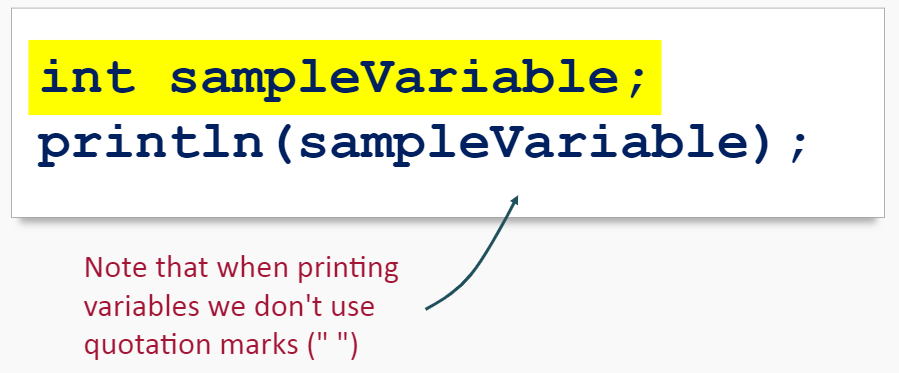 int sampleVariable;
println(sampleVariable);
Note that when printing
variables we don't use
quotation marks (" ")